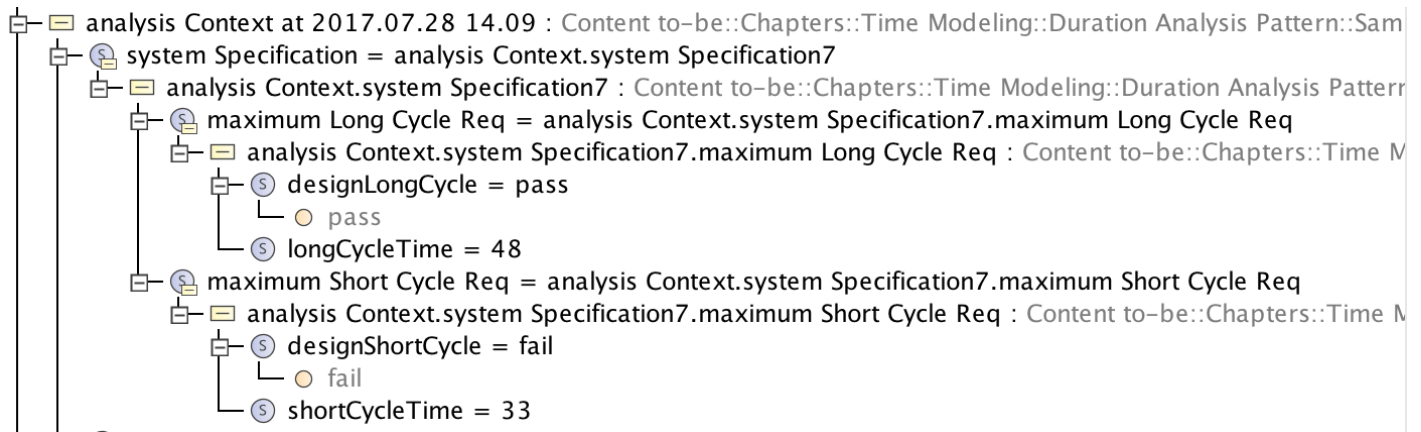 analysis Context at 2017.07.28 14.09 : Content to-be::Chapters::Time Modeling::Duration Analysis Pattern::Sam
system Specification = analysis Context.system Specification7
analysis Context.system Specification7 : Content to-be::Chapters::Time Modeling::Duration Analysis Patter
maximum Long Cycle Req = analysis Context.system Specification7.maximum Long Cycle Req
analysis Context.system Specification7.maximum Long Cycle Req : Content to-be::Chapters::Time M
designLongCycle = pass
pass
longCycleTime = 48
maximum Short Cycle Req = analysis Context.system Specification7.maximum Short Cycle Req
analysis Context.system Specification7.maximum Short Cycle Req : Content to-be::Chapters::Time M
designShortCycle = fail
fail
shortCycleTime = 33